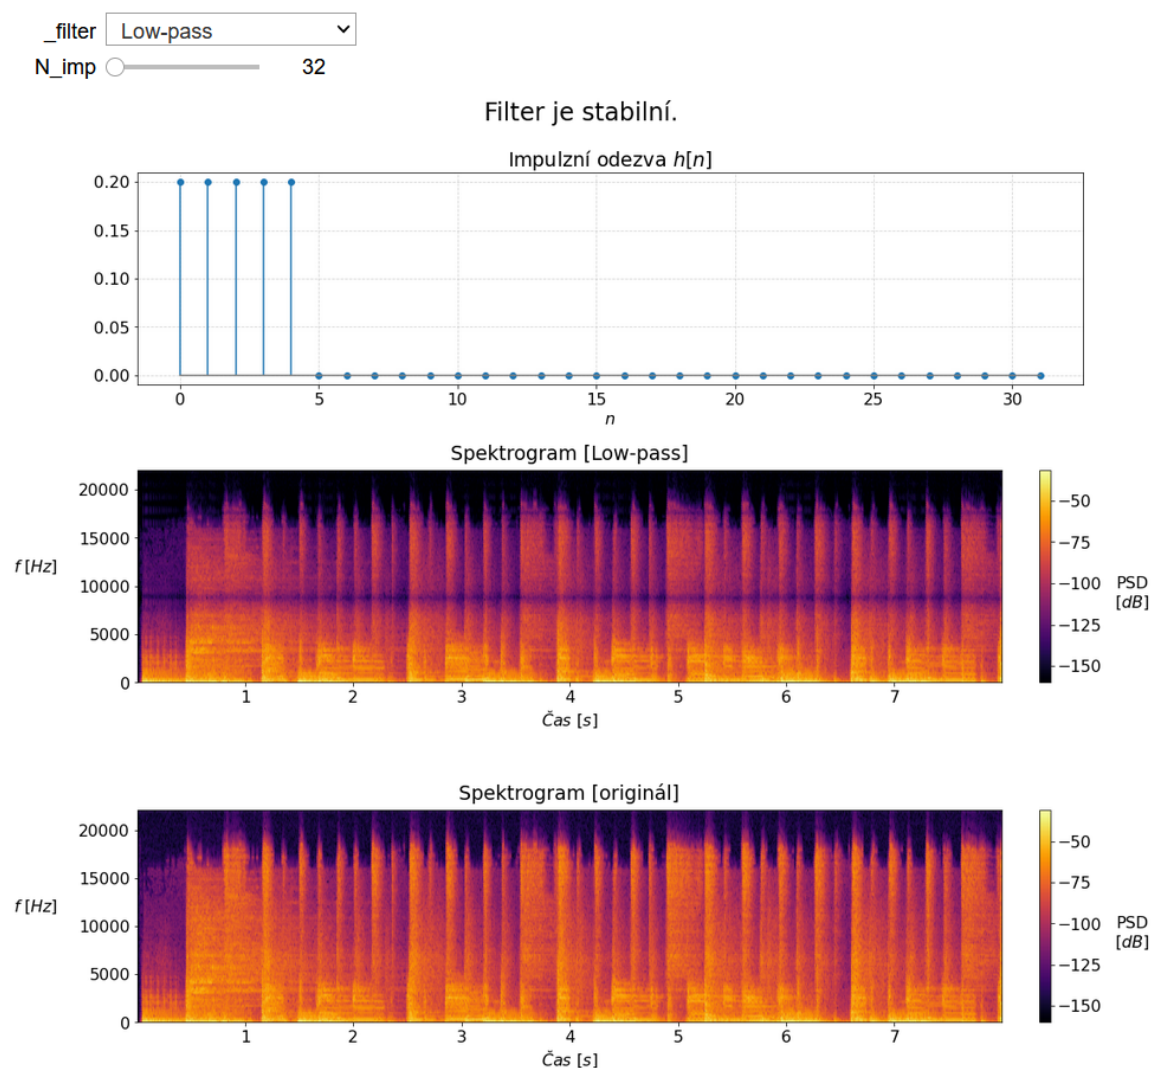 _filter Low-pass
N_imp 32
Filter je stabilní.
Impulzní odezva h[n]
0.20
0.15
0.10
0.05
0.00
0 5 10 15 20 25 30
n
Spektrogram [Low-pass]
20000
15000
10000
5000
0
f [Hz]
1 2 3 4 5 6 7
Čas [s]
−50
−75
−100
−125
−150
PSD
[dB]
Spektrogram [originál]
20000
15000
10000
5000
0
f [Hz]
1 2 3 4 5 6 7
Čas [s]
−50
−75
−100
−125
−150
PSD
[dB]